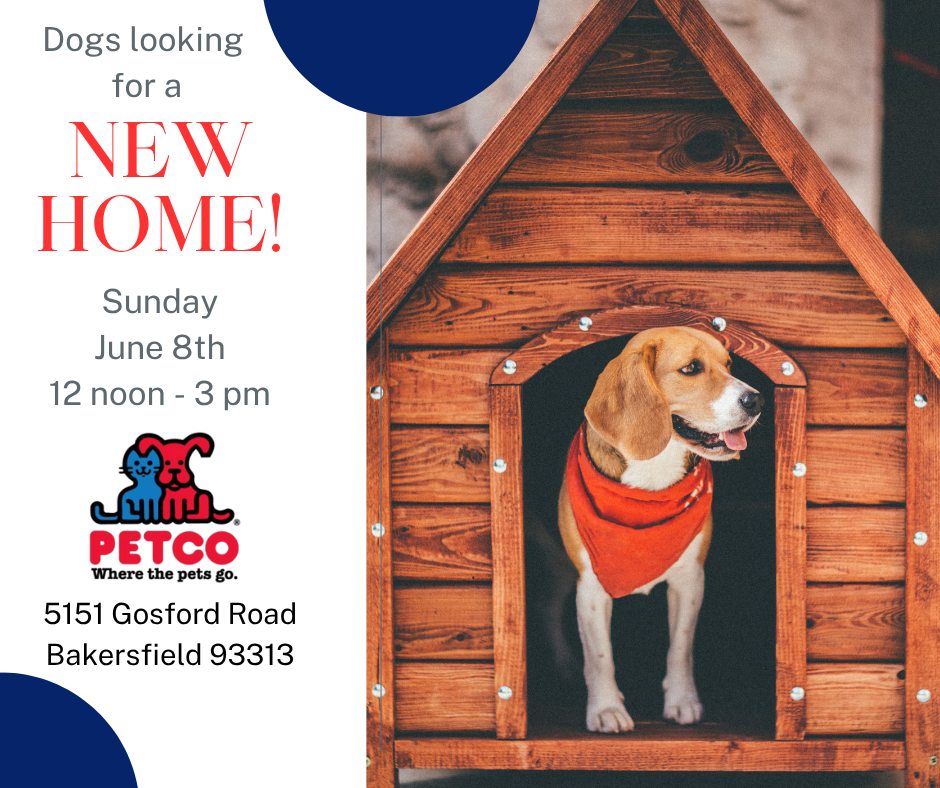 Dogs looking
for a
NEW
HOME!
Sunday
June 8th
12 noon - 3 pm
PETCO®
Where the pets go.
5151 Gosford Road
Bakersfield 93313